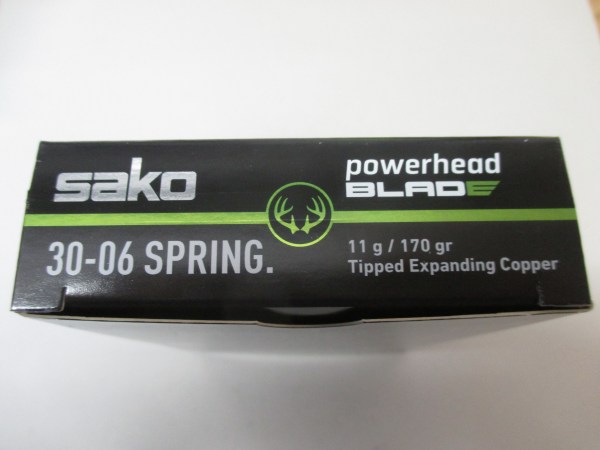 sako
powerhead
BLADE
30-06 SPRING.
11 g / 170 gr
Tipped Expanding Copper